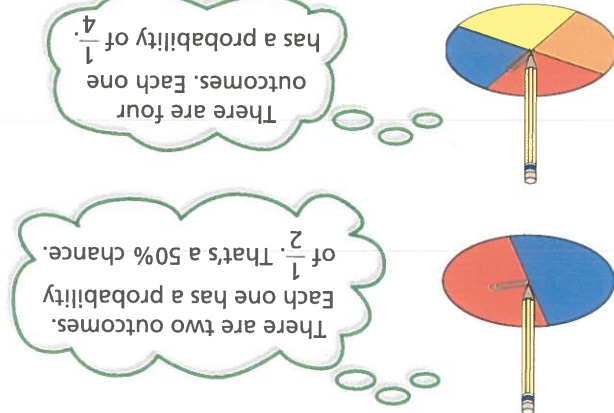 There are two outcomes.
Each one has a probability
of 1/2. That's a 50% chance.
There are four
outcomes. Each one
has a probability of 1/4.